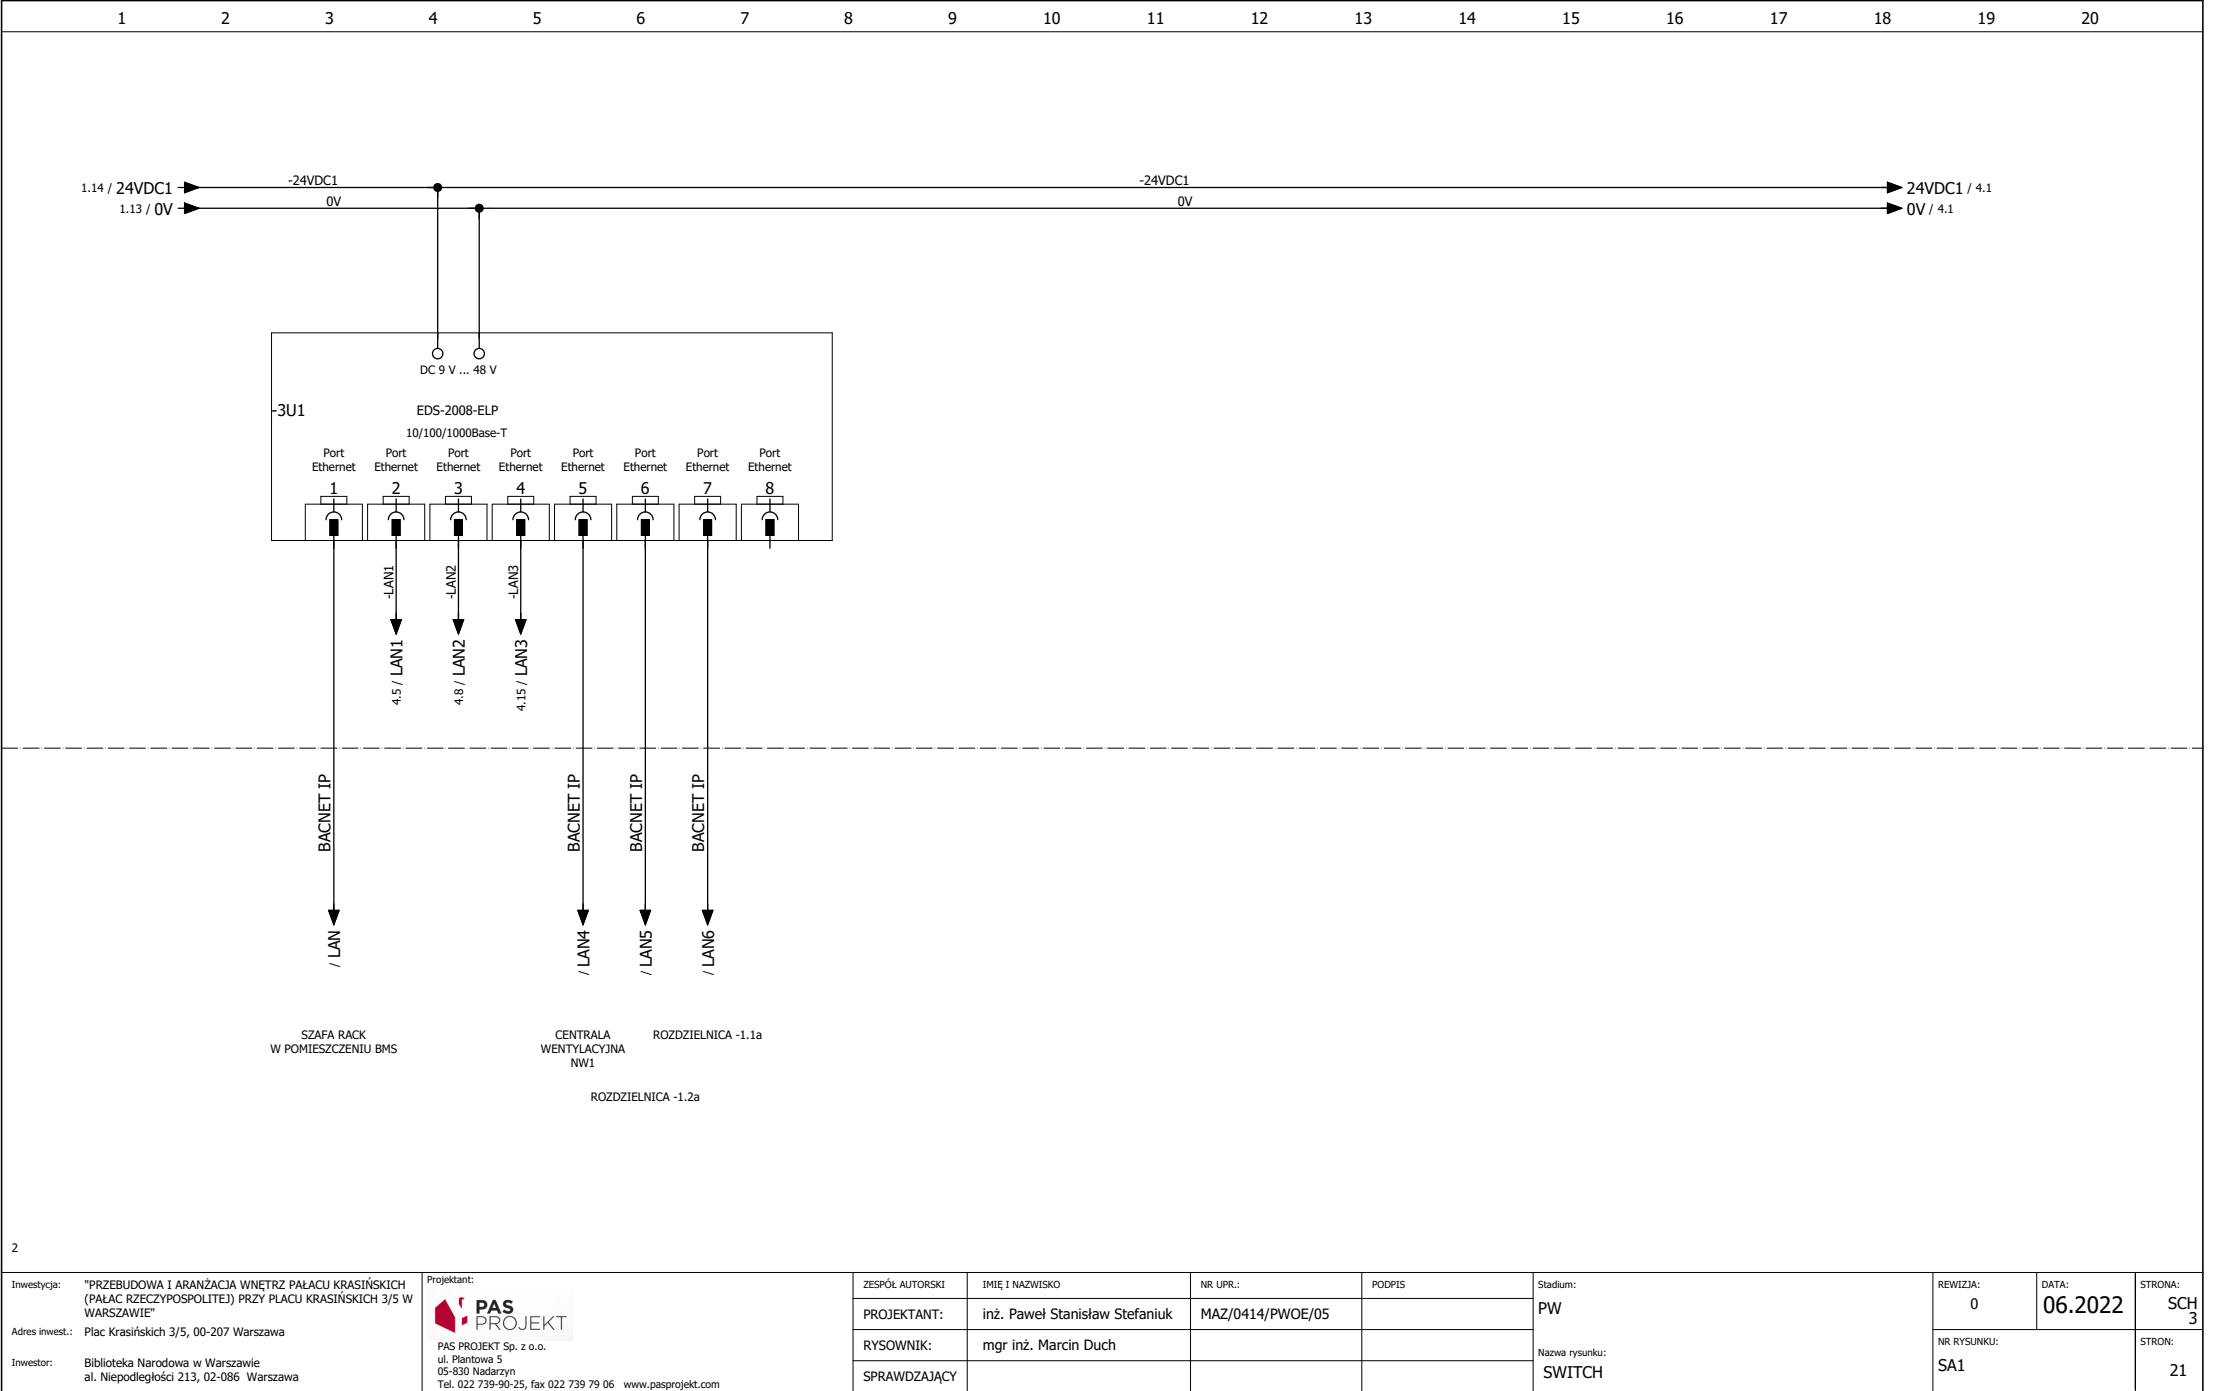 1 2 3 4 5 6 7 8 9 10 11 12 13 14 15 16 17 18 19 20
1.14 / 24VDC1
-24VDC1
-24VDC1
24VDC1 / 4.1
1.13 / 0V
0V
0V
0V / 4.1
DC 9 V ... 48 V
-3U1
EDS-2008-ELP
10/100/1000Base-T
Port Port Port Port Port Port Port Port
Ethernet Ethernet Ethernet Ethernet Ethernet Ethernet Ethernet Ethernet
1 2 3 4 5 6 7 8
-LAN1
-LAN2
-LAN3
4.5 / LAN1
4.8 / LAN2
4.15 / LAN3
BACNET IP
BACNET IP
BACNET IP
BACNET IP
/ LAN
/ LAN4
/ LAN5
/ LAN6
SZAFA RACK
W POMIESZCZENIU BMS
CENTRALA
WENTYLACYJNA
NW1
ROZDZIELNICA -1.1a
ROZDZIELNICA -1.2a
2
Inwestycja:
"PRZEBUDOWA I ARANŻACJA WNĘTRZ PAŁACU KRASIŃSKICH
(PAŁAC RZECZYPOSPOLITEJ) PRZY PLACU KRASIŃSKICH 3/5 W
WARSZAWIE"
Adres inwest.: Plac Krasińskich 3/5, 00-207 Warszawa
Inwestor:
Biblioteka Narodowa w Warszawie
al. Niepodległości 213, 02-086 Warszawa
Projektant:
PAS
PROJEKT
PAS PROJEKT Sp. z o.o.
ul. Plantowa 5
05-830 Nadarzyn
Tel. 022 739-90-25, fax 022 739 79 06 www.pasprojekt.com
ZESPÓŁ AUTORSKI IMIĘ I NAZWISKO NR UPR.: PODPIS
PROJEKTANT: inż. Paweł Stanisław Stefaniuk MAZ/0414/PWOE/05
RYSOWNIK: mgr inż. Marcin Duch
SPRAWDZAJĄCY
Stadium:
PW
Nazwa rysunku:
SWITCH
REWIZJA:
0
DATA:
06.2022
STRONA:
SCH
3
NR RYSUNKU:
SA1
STRON:
21